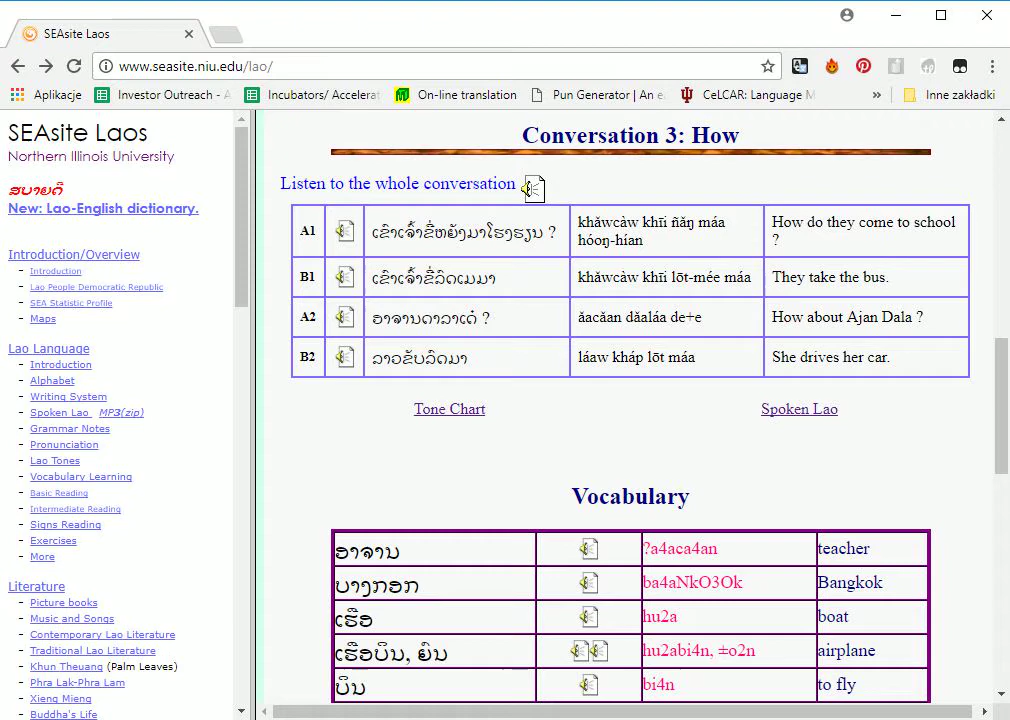 SEAsite Laos
www.seasite.niu.edu/lao/
Aplikacje
Investor Outreach - A
Incubators/ Accelerat
On-line translation
Pun Generator | An e
CeLCAR: Language M
»
Inne zakładki
SEAsite Laos
Northern Illinois University
ສບາຍດີ
New: Lao-English dictionary.
Introduction/Overview
- Introduction
- Lao People Democratic Republic
- SEA Statistic Profile
- Maps
Lao Language
- Introduction
- Alphabet
- Writing System
- Spoken Lao MP3(zip)
- Grammar Notes
- Pronunciation
- Lao Tones
- Vocabulary Learning
- Basic Reading
- Intermediate Reading
- Signs Reading
- Exercises
- More
Literature
- Picture books
- Music and Songs
- Contemporary Lao Literature
- Traditional Lao Literature
- Khun Theuang (Palm Leaves)
- Phra Lak-Phra Lam
- Xieng Mieng
- Buddha's Life
Conversation 3: How
Listen to the whole conversation
A1 ເຂົາເຈົ້າຂີ່ຫຍັງມາໂຮງຮຽນ ? khǎwcàw khīi ñǎŋ máa hóoŋ-hían How do they come to school ?
B1 ເຂົາເຈົ້າຂີ່ລົດເມມາ khǎwcàw khīi lōt-mée máa They take the bus.
A2 ອາຈານດາລາເດ໋ ? ǎacǎan dǎaláa de+e How about Ajan Dala ?
B2 ລາວຂັບລົດມາ láaw kháp lōt máa She drives her car.
Tone Chart Spoken Lao
Vocabulary
ອາຈານ ?a4aca4an teacher
ບາງກອກ ba4aNkO3Ok Bangkok
ເຮືອ hu2a boat
ເຮືອບິນ, ຍົນ hu2abi4n, ±o2n airplane
ບິນ bi4n to fly